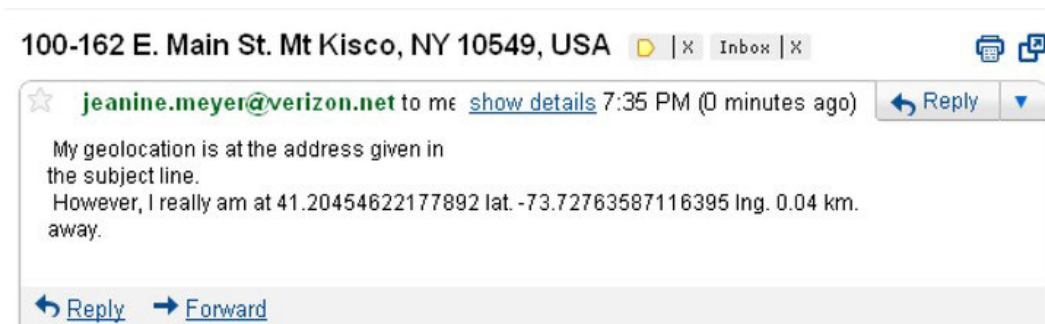 100-162 E. Main St. Mt Kisco, NY 10549, USA | X Inbox | X
jeanine.meyer@verizon.net to me show details 7:35 PM (0 minutes ago) Reply
My geolocation is at the address given in
the subject line.
However, I really am at 41.20454622177892 lat. -73.72763587116395 lng. 0.04 km.
away.
Reply Forward